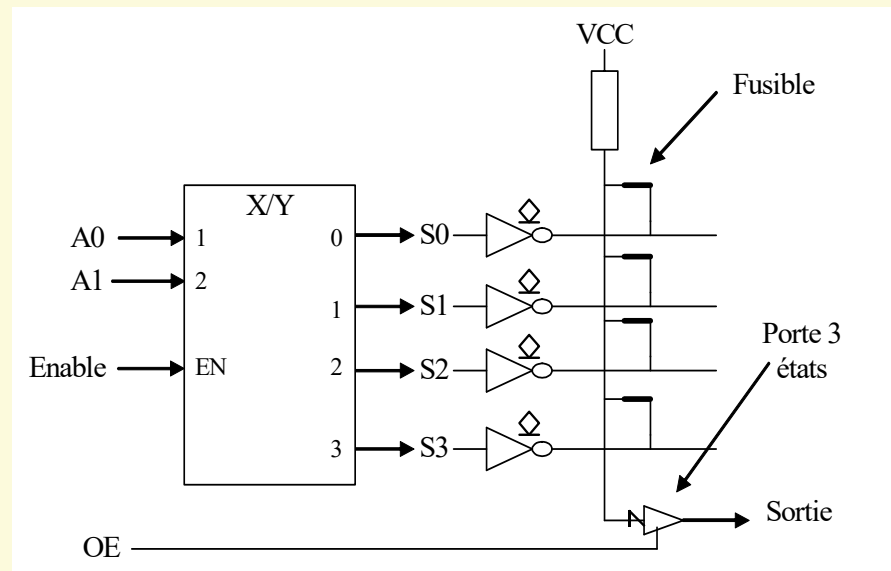 VCC
Fusible
X/Y
A0
1
0
S0
A1
2
1
S1
Porte 3
états
Enable
EN
2
S2
3
S3
Sortie
OE